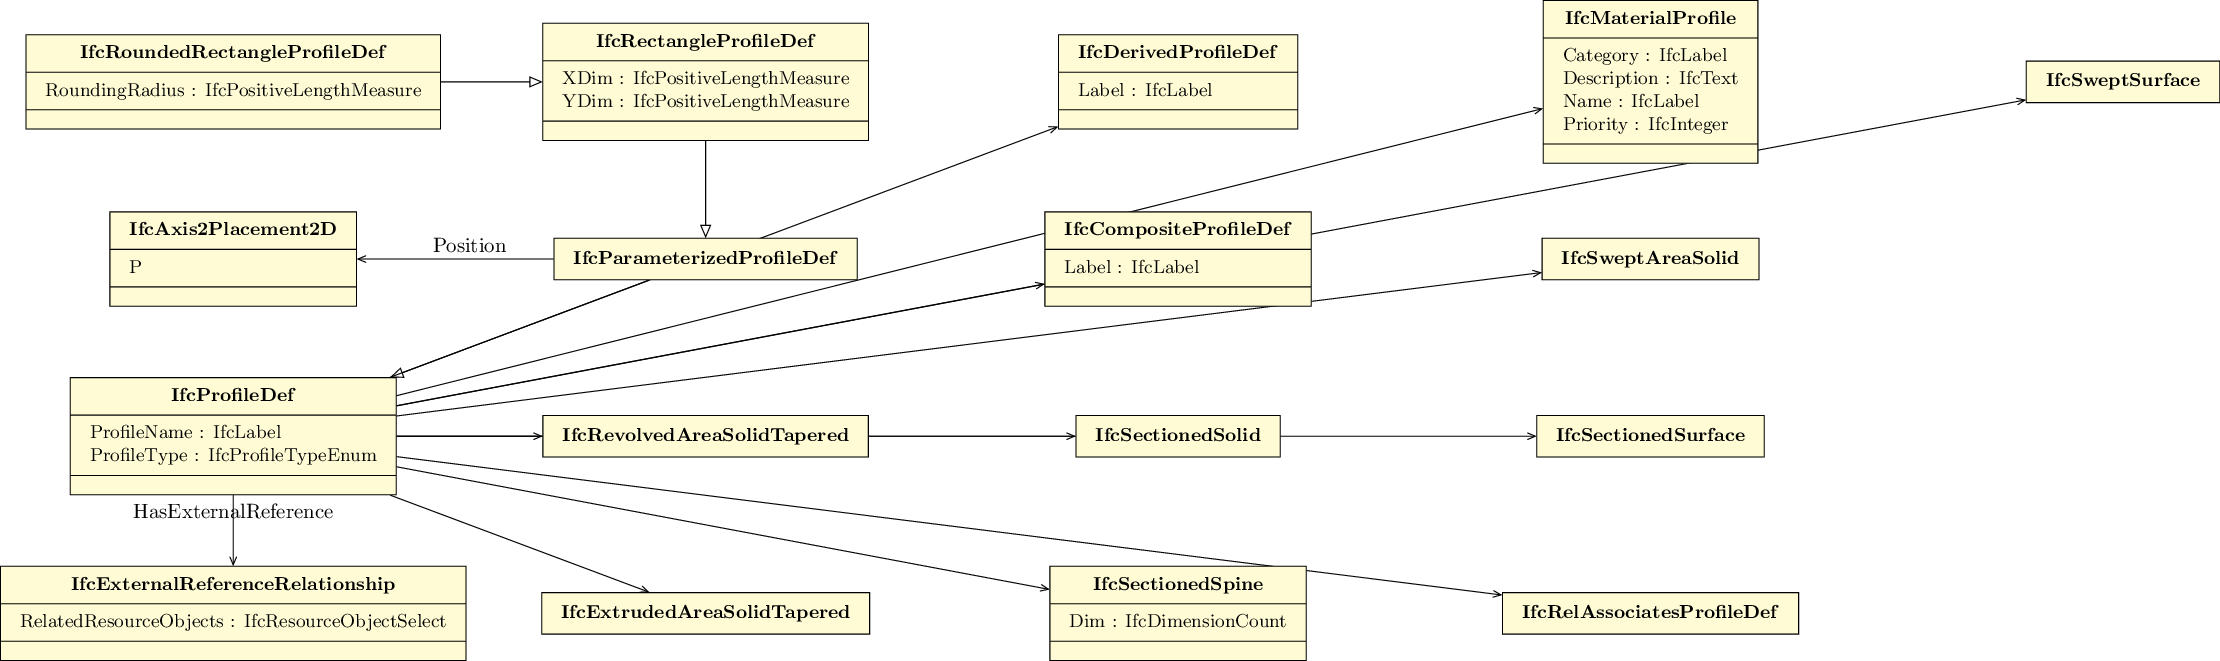 IfcRoundedRectangleProfileDef
RoundingRadius : IfcPositiveLengthMeasure
IfcRectangleProfileDef
XDim : IfcPositiveLengthMeasure
YDim : IfcPositiveLengthMeasure
IfcDerivedProfileDef
Label : IfcLabel
IfcMaterialProfile
Category : IfcLabel
Description : IfcText
Name : IfcLabel
Priority : IfcInteger
IfcSweptSurface
IfcAxis2Placement2D
P
Position
IfcParameterizedProfileDef
IfcCompositeProfileDef
Label : IfcLabel
IfcSweptAreaSolid
IfcProfileDef
ProfileName : IfcLabel
ProfileType : IfcProfileTypeEnum
IfcRevolvedAreaSolidTapered
IfcSectionedSolid
IfcSectionedSurface
HasExternalReference
IfcExternalReferenceRelationship
RelatedResourceObjects : IfcResourceObjectSelect
IfcExtrudedAreaSolidTapered
IfcSectionedSpine
Dim : IfcDimensionCount
IfcRelAssociatesProfileDef